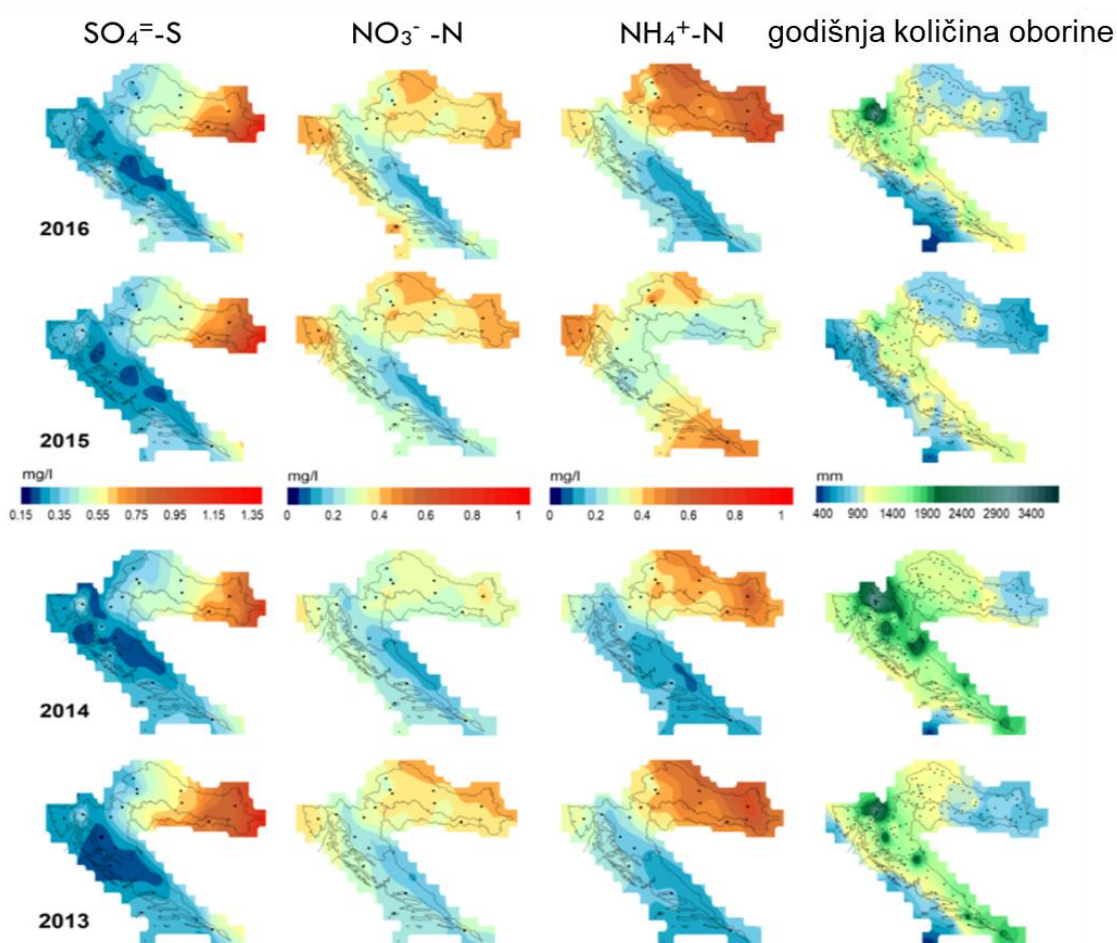 SO₄⁼-S NO₃⁻ -N NH₄⁺-N godišnja količina oborine
2016
2015
mg/l mg/l mg/l mm
0.15 0.35 0.55 0.75 0.95 1.15 1.35 0 0.2 0.4 0.6 0.8 1 0 0.2 0.4 0.6 0.8 1 400 900 1400 1900 2400 2900 3400
2014
2013